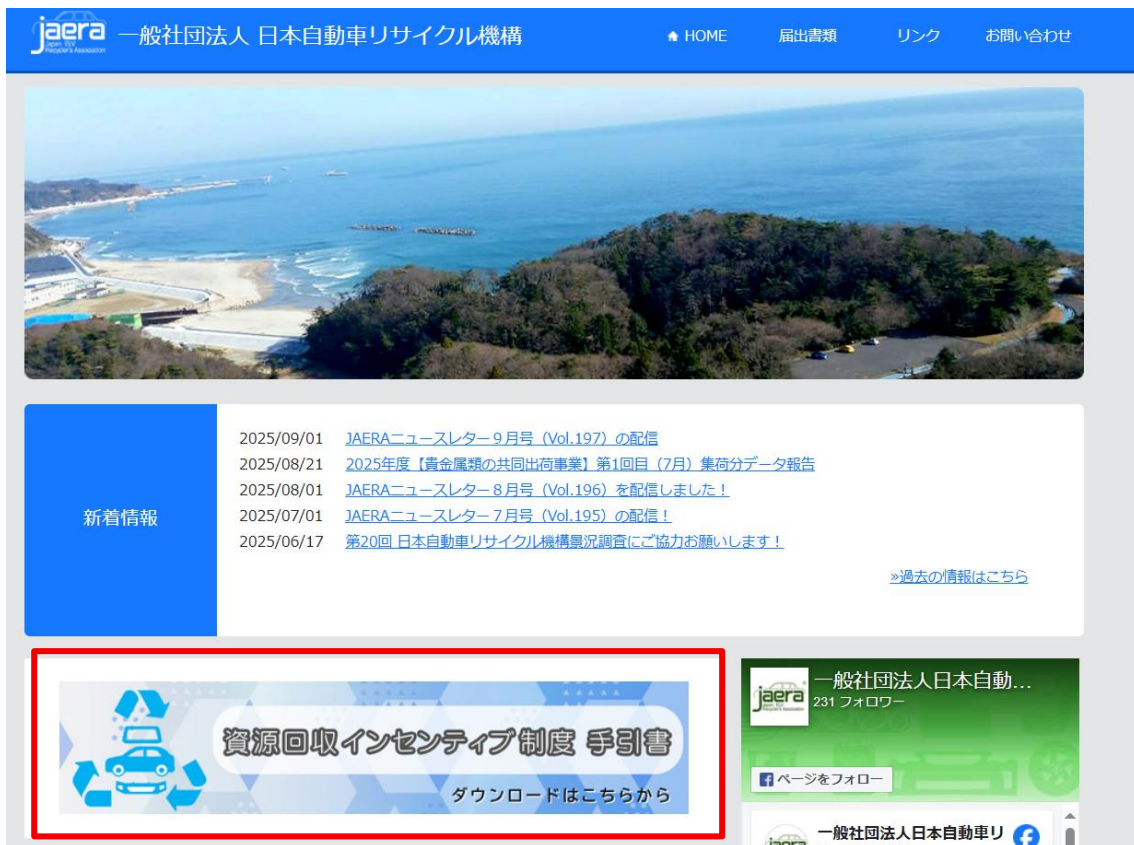 jaera
Japan ELV
Recycler's Association
一般社団法人 日本自動車リサイクル機構
HOME
届出書類
リンク
お問い合わせ
新着情報
2025/09/01 JAERAニュースレター９月号（Vol.197）の配信
2025/08/21 2025年度【貴金属類の共同出荷事業】第1回目（7月）集荷分データ報告
2025/08/01 JAERAニュースレター８月号（Vol.196）を配信しました！
2025/07/01 JAERAニュースレター７月号（Vol.195）の配信！
2025/06/17 第20回 日本自動車リサイクル機構景況調査にご協力お願いします！
»過去の情報はこちら
資源回収インセンティブ制度 手引書
ダウンロードはこちらから
jaera
一般社団法人日本自動...
231 フォロワー
ページをフォロー
一般社団法人日本自動車リ